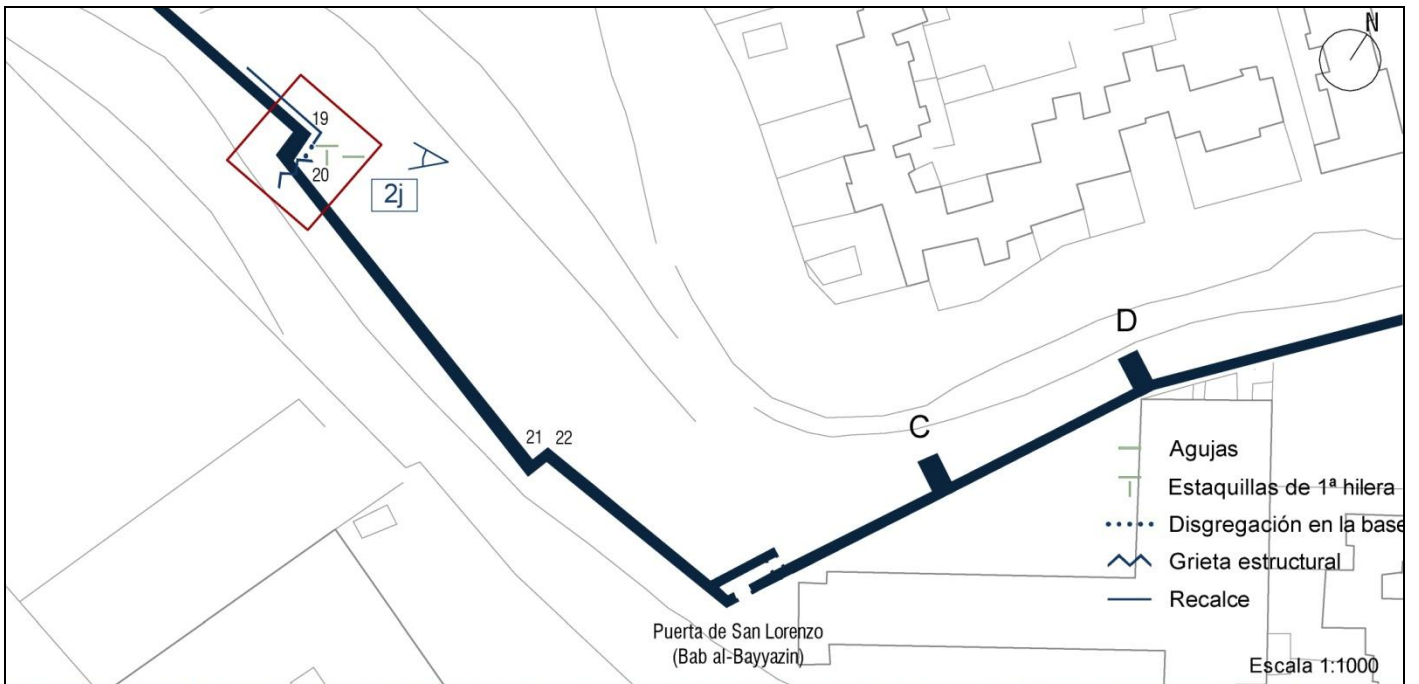 N
19
20
2j
D
C
21 22
Agujas
Estaquillas de 1ª hilera
Disgregación en la base
Grieta estructural
Recalce
Puerta de San Lorenzo
(Bab al-Bayyazin)
Escala 1:1000